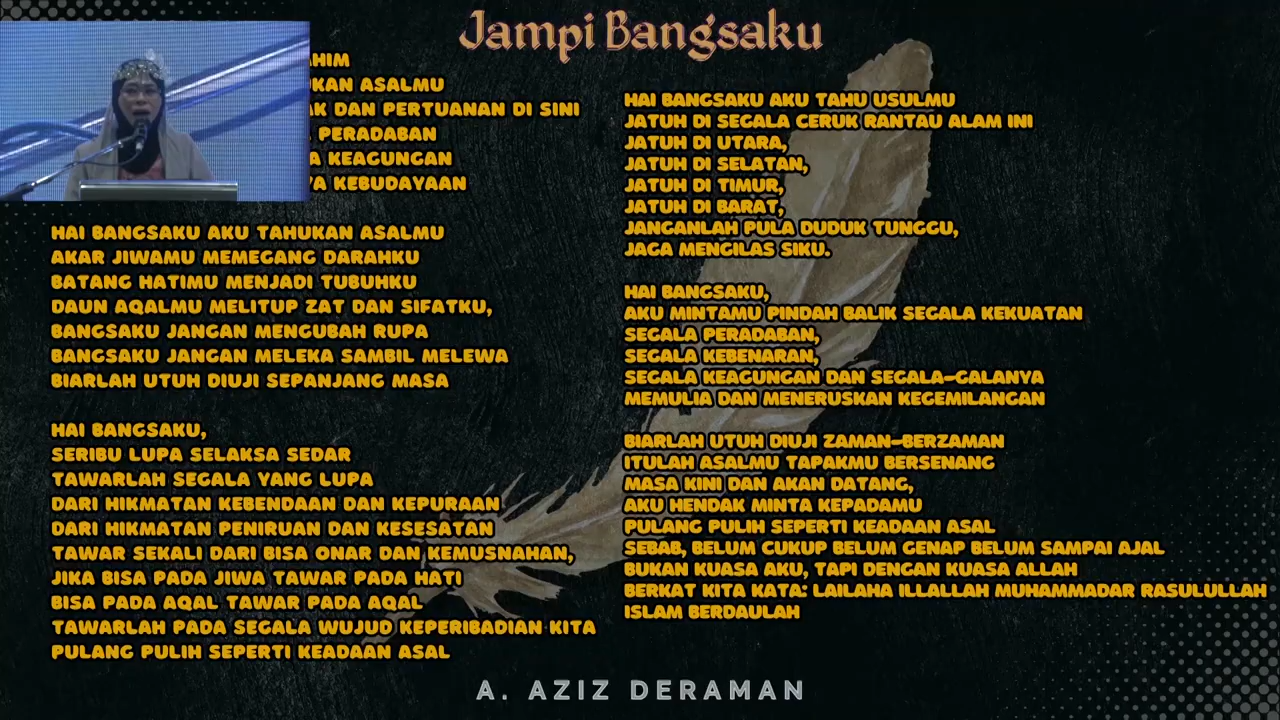 Jampi Bangsaku
HIM
KAN ASALMU
K DAN PERTUANAN DI SINI
PERADABAN
A KEAGUNGAN
YA KEBUDAYAAN
HAI BANGSAKU AKU TAHUKAN ASALMU
AKAR JIWAMU MEMEGANG DARAHKU
BATANG HATIMU MENJADI TUBUHKU
DAUN AQALMU MELITUP ZAT DAN SIFATKU,
BANGSAKU JANGAN MENGUBAH RUPA
BANGSAKU JANGAN MELEKA SAMBIL MELEWA
BIARLAH UTUH DIUJI SEPANJANG MASA
HAI BANGSAKU,
SERIBU LUPA SELAKSA SEDAR
TAWARLAH SEGALA YANG LUPA
DARI HIKMATAN KEBENDAAN DAN KEPURAAN
DARI HIKMATAN PENIRUAN DAN KESESATAN
TAWAR SEKALI DARI BISA ONAR DAN KEMUSNAHAN,
JIKA BISA PADA JIWA TAWAR PADA HATI
BISA PADA AQAL TAWAR PADA AQAL
TAWARLAH PADA SEGALA WUJUD KEPERIBADIAN KITA
PULANG PULIH SEPERTI KEADAAN ASAL
HAI BANGSAKU AKU TAHU USULMU
JATUH DI SEGALA CERUK RANTAU ALAM INI
JATUH DI UTARA,
JATUH DI SELATAN,
JATUH DI TIMUR,
JATUH DI BARAT,
JANGANLAH PULA DUDUK TUNGGU,
JAGA MENGILAS SIKU.
HAI BANGSAKU,
AKU MINTAMU PINDAH BALIK SEGALA KEKUATAN
SEGALA PERADABAN,
SEGALA KEBENARAN,
SEGALA KEAGUNGAN DAN SEGALA-GALANYA
MEMULIA DAN MENERUSKAN KEGEMILANGAN
BIARLAH UTUH DIUJI ZAMAN-BERZAMAN
ITULAH ASALMU TAPAKMU BERSENANG
MASA KINI DAN AKAN DATANG,
AKU HENDAK MINTA KEPADAMU
PULANG PULIH SEPERTI KEADAAN ASAL
SEBAB, BELUM CUKUP BELUM GENAP BELUM SAMPAI AJAL
BUKAN KUASA AKU, TAPI DENGAN KUASA ALLAH
BERKAT KITA KATA: LAILAHA ILLALLAH MUHAMMADAR RASULULLAH
ISLAM BERDAULAH
A. AZIZ DERAMAN